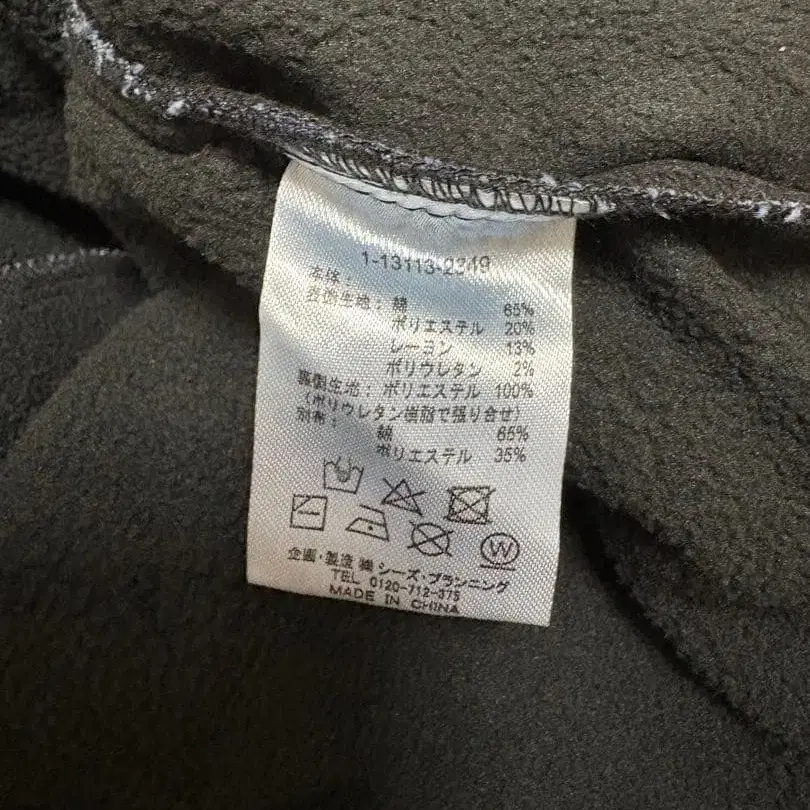 1-13113-2349
本体：
表側生地：綿 65%
ポリエステル 20%
レーヨン 13%
ポリウレタン 2%
裏側生地：ポリエステル 100%
（ポリウレタン樹脂で張り合せ）
別布：
綿 65%
ポリエステル 35%
W
企画・製造 ㈱ シーズ・プランニング
TEL 0120-712-375
MADE IN CHINA